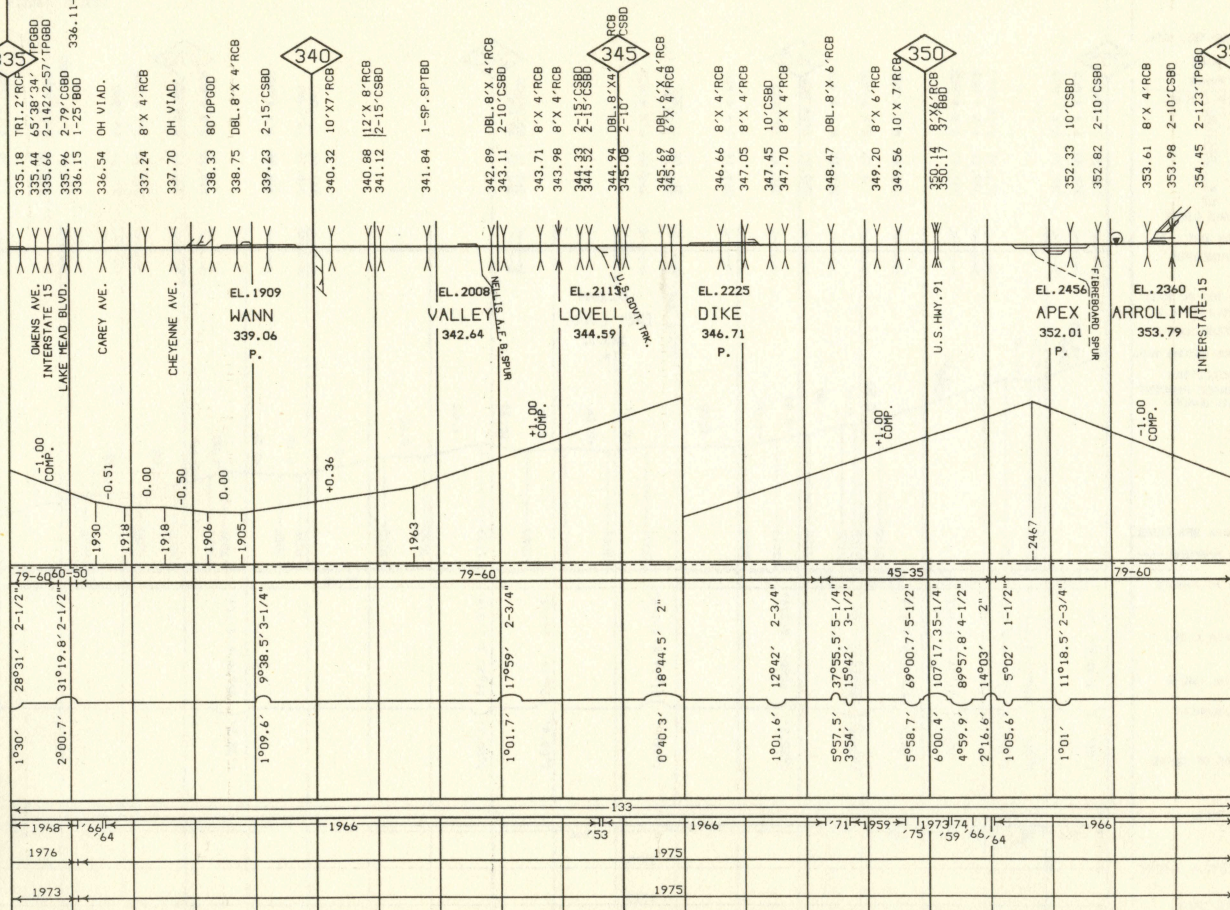 335
340
345
350
336.11-
335.18 TRI.2'RCP
335.44 65'38'34' TPGBD
335.66 2-142'2-57'TPGBD
335.96 2-79'CGBD
336.15 1-25'BOD
336.54 OH VIAD.
337.24 8'X 4'RCB
337.70 OH VIAD.
338.33 80'DPGOD
338.75 DBL.8'X 4'RCB
339.23 2-15'CSBD
340.32 10'X7'RCB
340.88 12'X 8'RCB
341.12 2-15'CSBD
341.84 1-SP.SPTBD
342.89 DBL.8'X 4'RCB
343.11 2-10'CSBD
343.71 8'X 4'RCB
343.98 8'X 4'RCB
344.33 2-15'CSBD
344.52 2-15'CSBD
344.94 DBL.8'X4' RCB
345.08 2-10' CSBD
345.69 DBL.6'X 4'RCB
345.86 6'X 4'RCB
346.66 8'X 4'RCB
347.05 8'X 4'RCB
347.45 10'CSBD
347.70 8'X 4'RCB
348.47 DBL.8'X 6'RCB
349.20 8'X 6'RCB
349.56 10'X 7'RCB
350.14 8'X6'RCB
350.17 37'BBD
352.33 10'CSBD
352.82 2-10'CSBD
353.61 8'X 4'RCB
353.98 2-10'CSBD
354.45 2-123'TPGBD
OWENS AVE.
INTERSTATE 15
LAKE MEAD BLVD.
CAREY AVE.
CHEYENNE AVE.
EL.1909
WANN
339.06
P.
EL.2008
VALLEY
342.64
NELLIS A.F.B.SPUR
EL.2113
LOVELL
344.59
U.S.GOVT.TRK.
EL.2225
DIKE
346.71
P.
U.S.HWY.91
EL.2456
APEX
352.01
P.
FIBREBOARD SPUR
EL.2360
ARROLIME
353.79
INTERSTATE-15
-1.00
COMP.
-0.51
0.00
-0.50
0.00
+0.36
+1.00
COMP.
+1.00
COMP.
-1.00
COMP.
1930
1918
1918
1906
1905
1963
2467
79-60
60-50
79-60
45-35
79-60
28°31' 2-1/2"
31°19.8' 2-1/2"
9°38.5' 3-1/4"
17°59' 2-3/4"
18°44.5' 2"
12°42' 2-3/4"
37°55.5' 5-1/4"
15°42' 3-1/2"
69°00.7' 5-1/2"
107°17.3 5-1/4"
89°57.8' 4-1/2"
14°03' 2"
5°02' 1-1/2"
11°18.5' 2-3/4"
1°30'
2°00.7'
1°09.6'
1°01.7'
0°40.3'
1°01.6'
5°57.5'
3°54'
5°58.7'
6°00.4'
4°59.9'
2°16.6'
1°05.6'
1°01'
133
1968
'66
'64
1966
'53
1966
'71
1959
'75
1973
'59
'74
'66
'64
1966
1976
1975
1973
1975